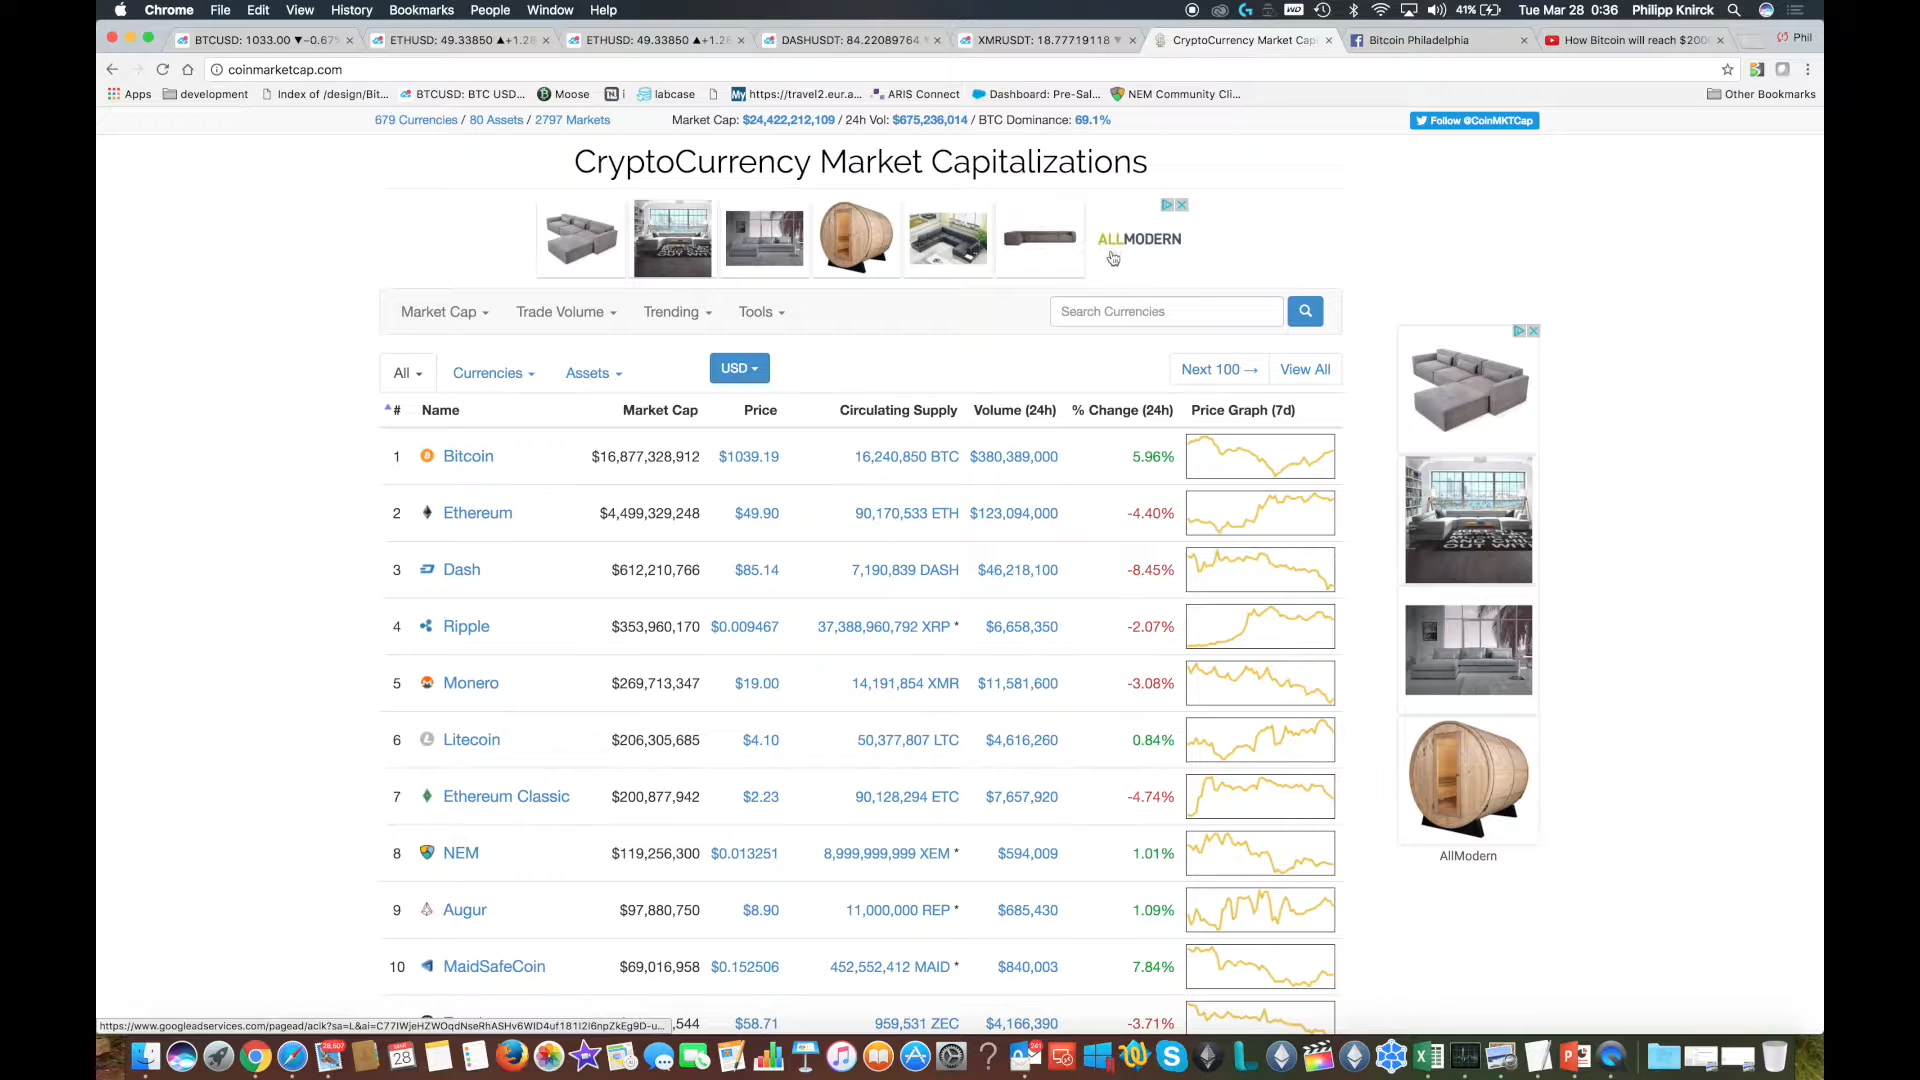 Chrome File Edit View History Bookmarks People Window Help 41% Tue Mar 28 0:36 Philipp Knirck
BTCUSD: 1033.00 ▼−0.67% ETHUSD: 49.33850 ▲+1.28 ETHUSD: 49.33850 ▲+1.28 DASHUSDT: 84.22089764 XMRUSDT: 18.77719118 ▼ CryptoCurrency Market Cap Bitcoin Philadelphia How Bitcoin will reach $200 Phil
coinmarketcap.com
Apps development Index of /design/Bit... BTCUSD: BTC USD... Moose i labcase https://travel2.eur.a... ARIS Connect Dashboard: Pre-Sal... NEM Community Cli... Other Bookmarks
679 Currencies / 80 Assets / 2797 Markets Market Cap: $24,422,212,109 / 24h Vol: $675,236,014 / BTC Dominance: 69.1% Follow @CoinMKTCap
CryptoCurrency Market Capitalizations
ALLMODERN
Market Cap Trade Volume Trending Tools Search Currencies
All Currencies Assets USD Next 100 → View All
# Name Market Cap Price Circulating Supply Volume (24h) % Change (24h) Price Graph (7d)
1 Bitcoin $16,877,328,912 $1039.19 16,240,850 BTC $380,389,000 5.96%
2 Ethereum $4,499,329,248 $49.90 90,170,533 ETH $123,094,000 -4.40%
3 Dash $612,210,766 $85.14 7,190,839 DASH $46,218,100 -8.45%
4 Ripple $353,960,170 $0.009467 37,388,960,792 XRP * $6,658,350 -2.07%
5 Monero $269,713,347 $19.00 14,191,854 XMR $11,581,600 -3.08%
6 Litecoin $206,305,685 $4.10 50,377,807 LTC $4,616,260 0.84%
7 Ethereum Classic $200,877,942 $2.23 90,128,294 ETC $7,657,920 -4.74%
8 NEM $119,256,300 $0.013251 8,999,999,999 XEM * $594,009 1.01%
AllModern
9 Augur $97,880,750 $8.90 11,000,000 REP * $685,430 1.09%
10 MaidSafeCoin $69,016,958 $0.152506 452,552,412 MAID * $840,003 7.84%
,544 $58.71 959,531 ZEC $4,166,390 -3.71%
28,507 MAR 28 241